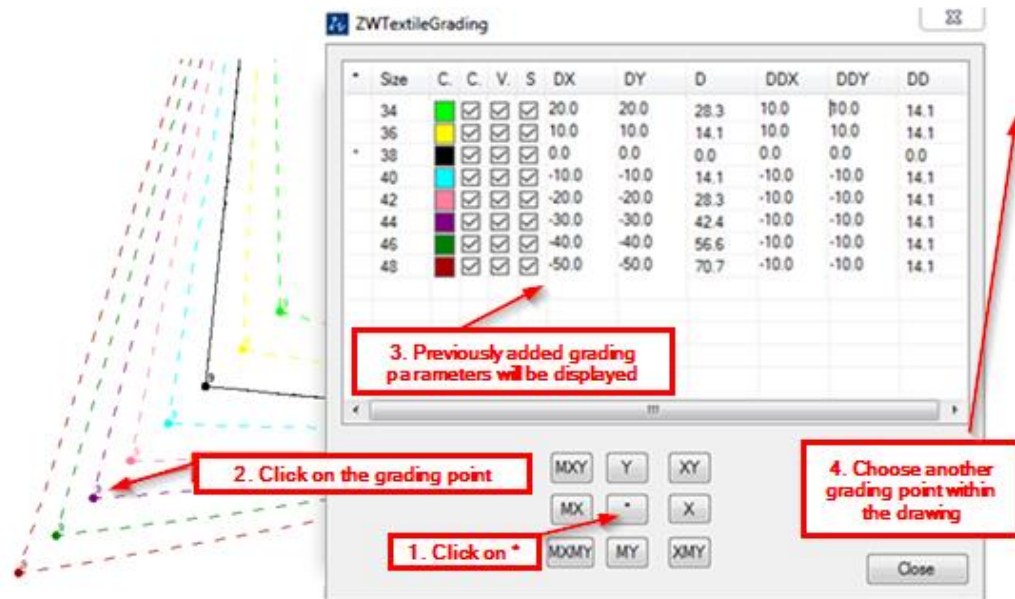 ZWTextileGrading
* Size C. C. V. S DX DY D DDX DDY DD
34 20.0 20.0 28.3 10.0 10.0 14.1
36 10.0 10.0 14.1 10.0 10.0 14.1
* 38 0.0 0.0 0.0 0.0 0.0 0.0
40 -10.0 -10.0 14.1 -10.0 -10.0 14.1
42 -20.0 -20.0 28.3 -10.0 -10.0 14.1
44 -30.0 -30.0 42.4 -10.0 -10.0 14.1
46 -40.0 -40.0 56.6 -10.0 -10.0 14.1
48 -50.0 -50.0 70.7 -10.0 -10.0 14.1
3. Previously added grading
parameters will be displayed
2. Click on the grading point
MXY Y XY
MX * X
MXMY MY XMY
1. Click on *
4. Choose another
grading point within
the drawing
Close